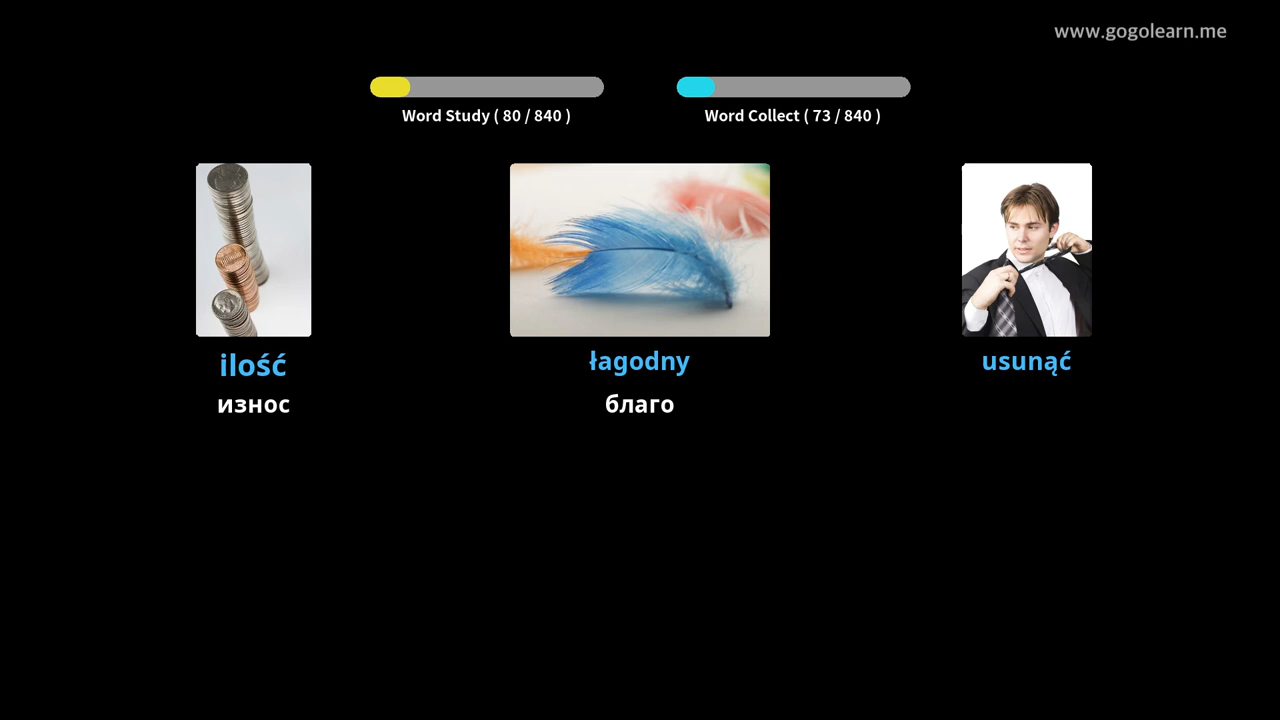 www.gogolearn.me
Word Study ( 80 / 840 )
Word Collect ( 73 / 840 )
ilość
износ
łagodny
благо
usunąć